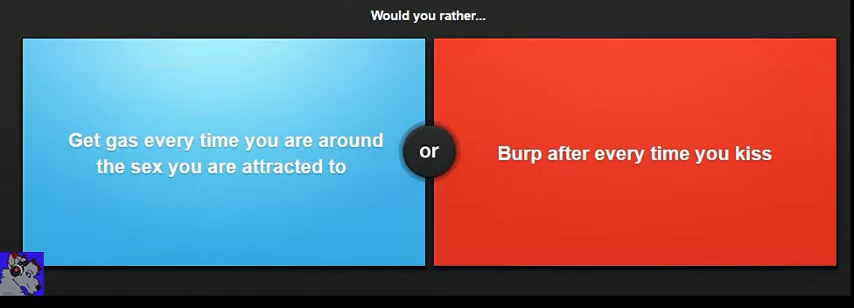 Would you rather...
Get gas every time you are around
the sex you are attracted to
or
Burp after every time you kiss